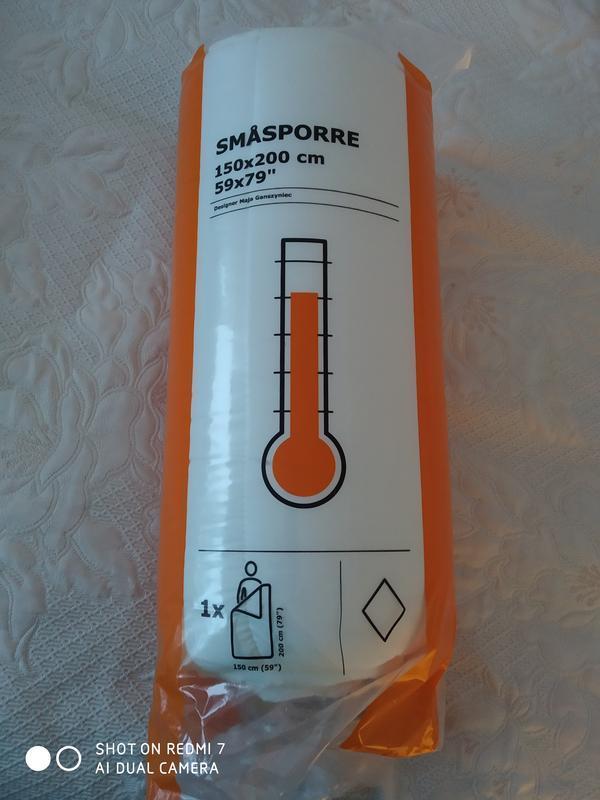 SMÅSPORRE
150x200 cm
59x79"
Designer Maja Ganszyniec
1x
200 cm (79")
150 cm (59")
SHOT ON REDMI 7
AI DUAL CAMERA